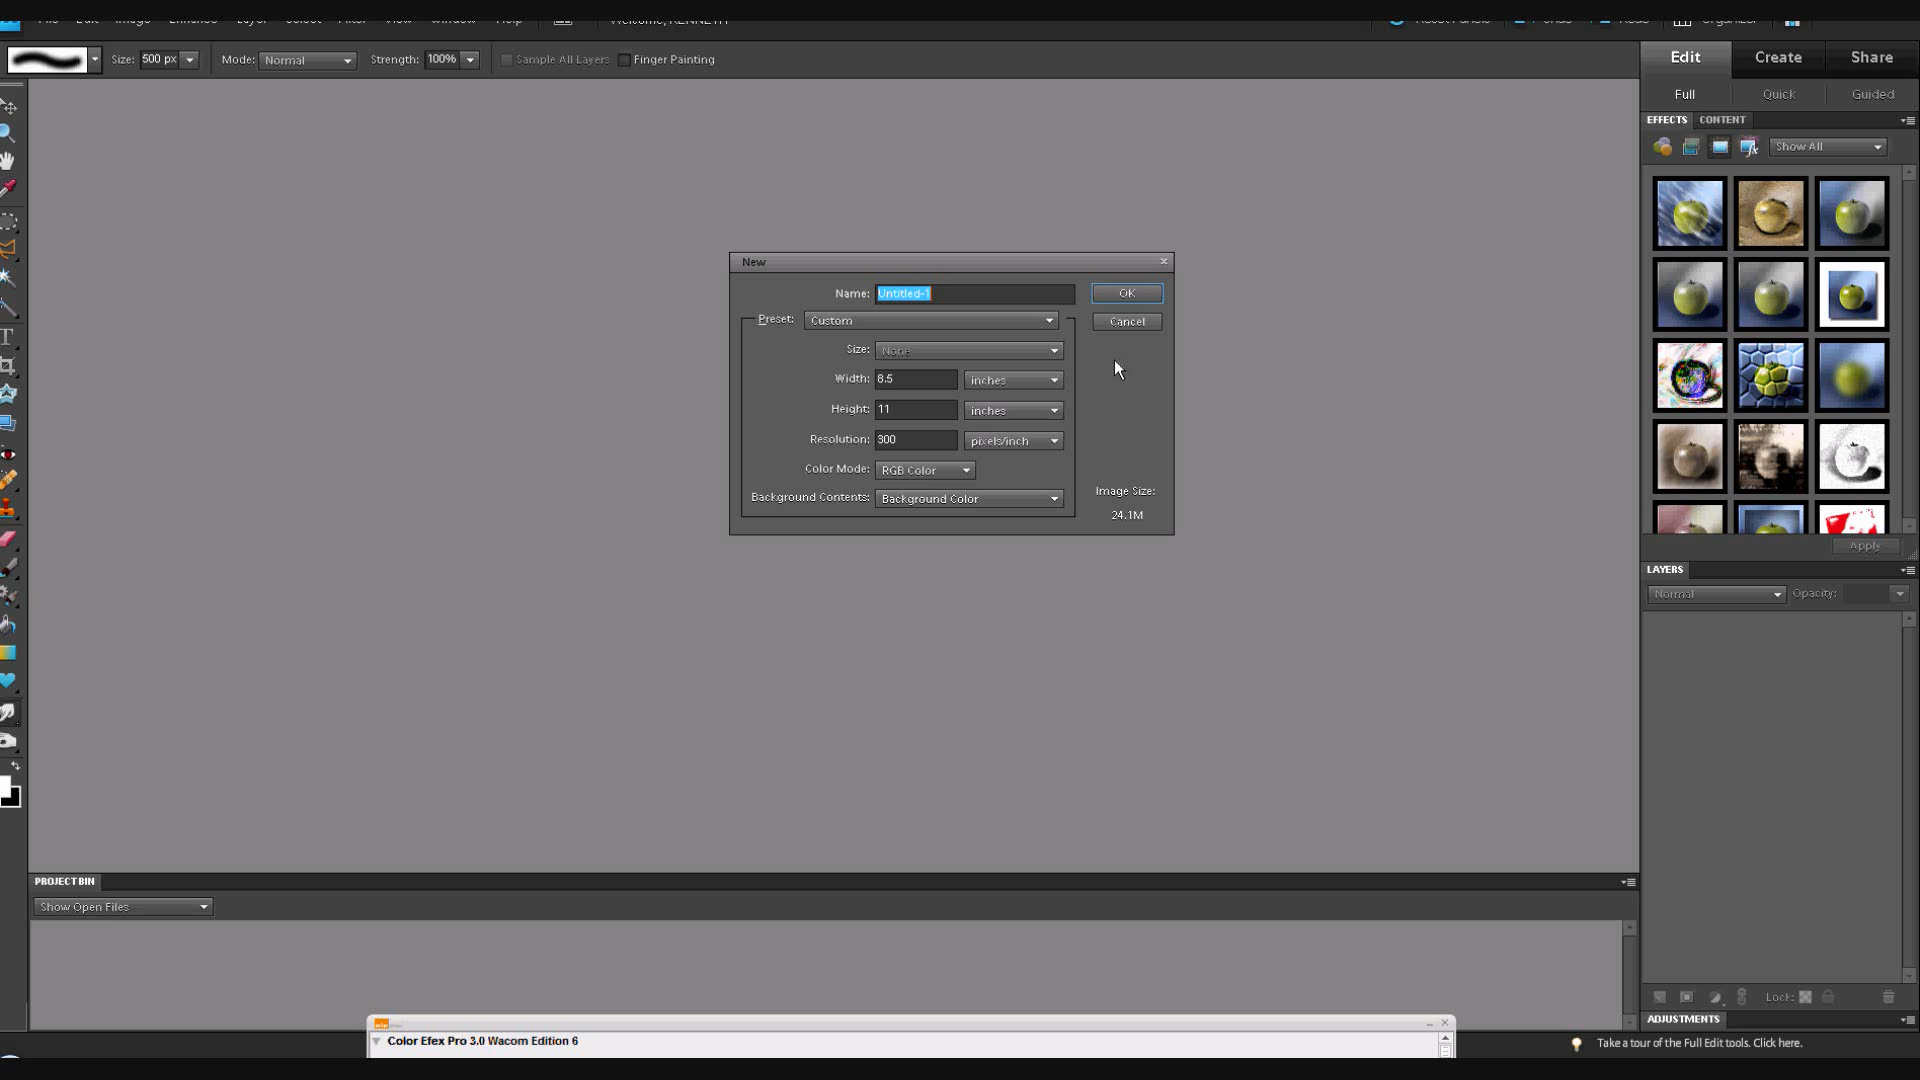 Welcome, KENNETH
Size: 500 px Mode: Normal Strength: 100% Sample All Layers Finger Painting
Edit Create Share
Full Quick Guided
EFFECTS CONTENT
Show All
New
Name: Untitled-1 OK
Preset: Custom Cancel
Size: None
Width: 8.5 inches
Height: 11 inches
Resolution: 300 pixels/inch
Color Mode: RGB Color
Background Contents: Background Color
Image Size:
24.1M
Apply
LAYERS
Normal Opacity:
PROJECT BIN
Show Open Files
Lock:
ADJUSTMENTS
Color Efex Pro 3.0 Wacom Edition 6
Take a tour of the Full Edit tools. Click here.